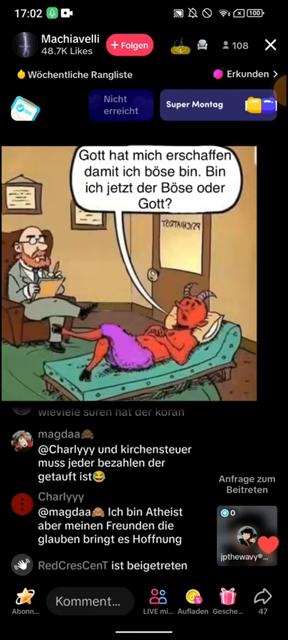 17:02
Machiavelli
48.7K Likes
+ Folgen
108
Wöchentliche Rangliste
Erkunden >
Nicht
erreicht
Super Montag
Gott hat mich erschaffen
damit ich böse bin. Bin
ich jetzt der Böse oder
Gott?
PSYCHIATRIST
wieviele suren hat der koran
magdaa🙈
@Charlyyy und kirchensteuer
muss jeder bezahlen der
getauft ist😂
Anfrage zum
Beitreten
Charlyyy
@magdaa🙈 Ich bin Atheist
aber meinen Freunden die
glauben bringt es Hoffnung
0
jpthewavy®...
RedCresCenT ist beigetreten
Abonn...
Komment...
LIVE mi...
Aufladen
Gesche...
47